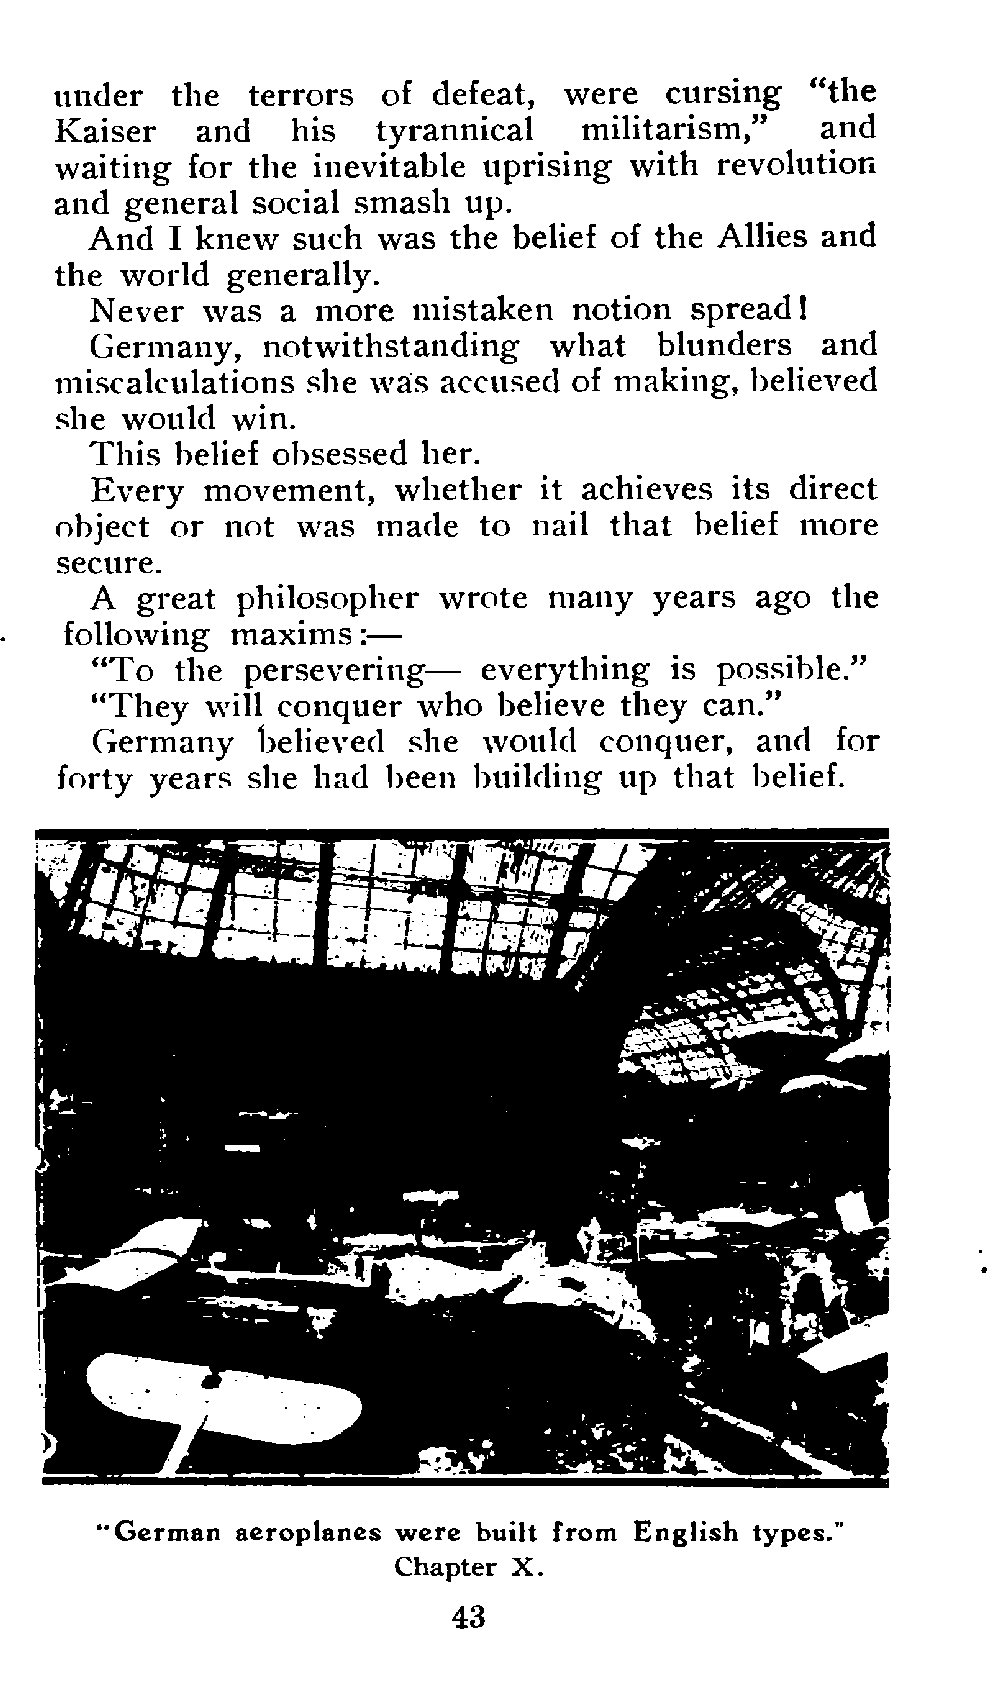 under the terrors of defeat, were cursing “the
Kaiser and his tyrannical militarism,” and
waiting for the inevitable uprising with revolution
and general social smash up.
And I knew such was the belief of the Allies and
the world generally.
Never was a more mistaken notion spread!
Germany, notwithstanding what blunders and
miscalculations she was accused of making, believed
she would win.
This belief obsessed her.
Every movement, whether it achieves its direct
object or not was made to nail that belief more
secure.
A great philosopher wrote many years ago the
following maxims:—
“To the persevering— everything is possible.”
“They will conquer who believe they can.”
Germany believed she would conquer, and for
forty years she had been building up that belief.
“German aeroplanes were built from English types.”
Chapter X.
43